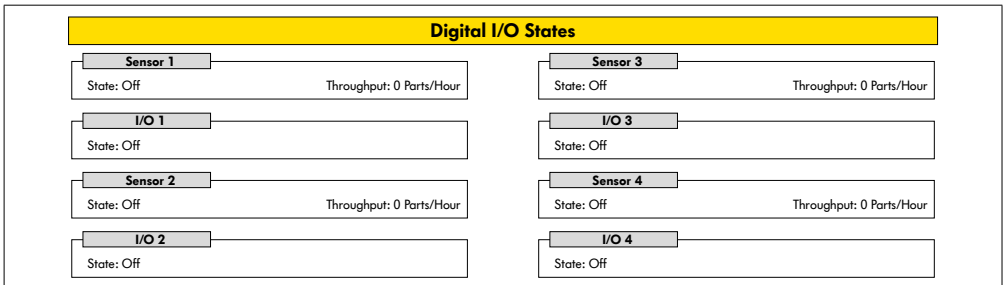 Digital I/O States
Sensor 1
State: Off Throughput: 0 Parts/Hour
I/O 1
State: Off
Sensor 2
State: Off Throughput: 0 Parts/Hour
I/O 2
State: Off
Sensor 3
State: Off Throughput: 0 Parts/Hour
I/O 3
State: Off
Sensor 4
State: Off Throughput: 0 Parts/Hour
I/O 4
State: Off